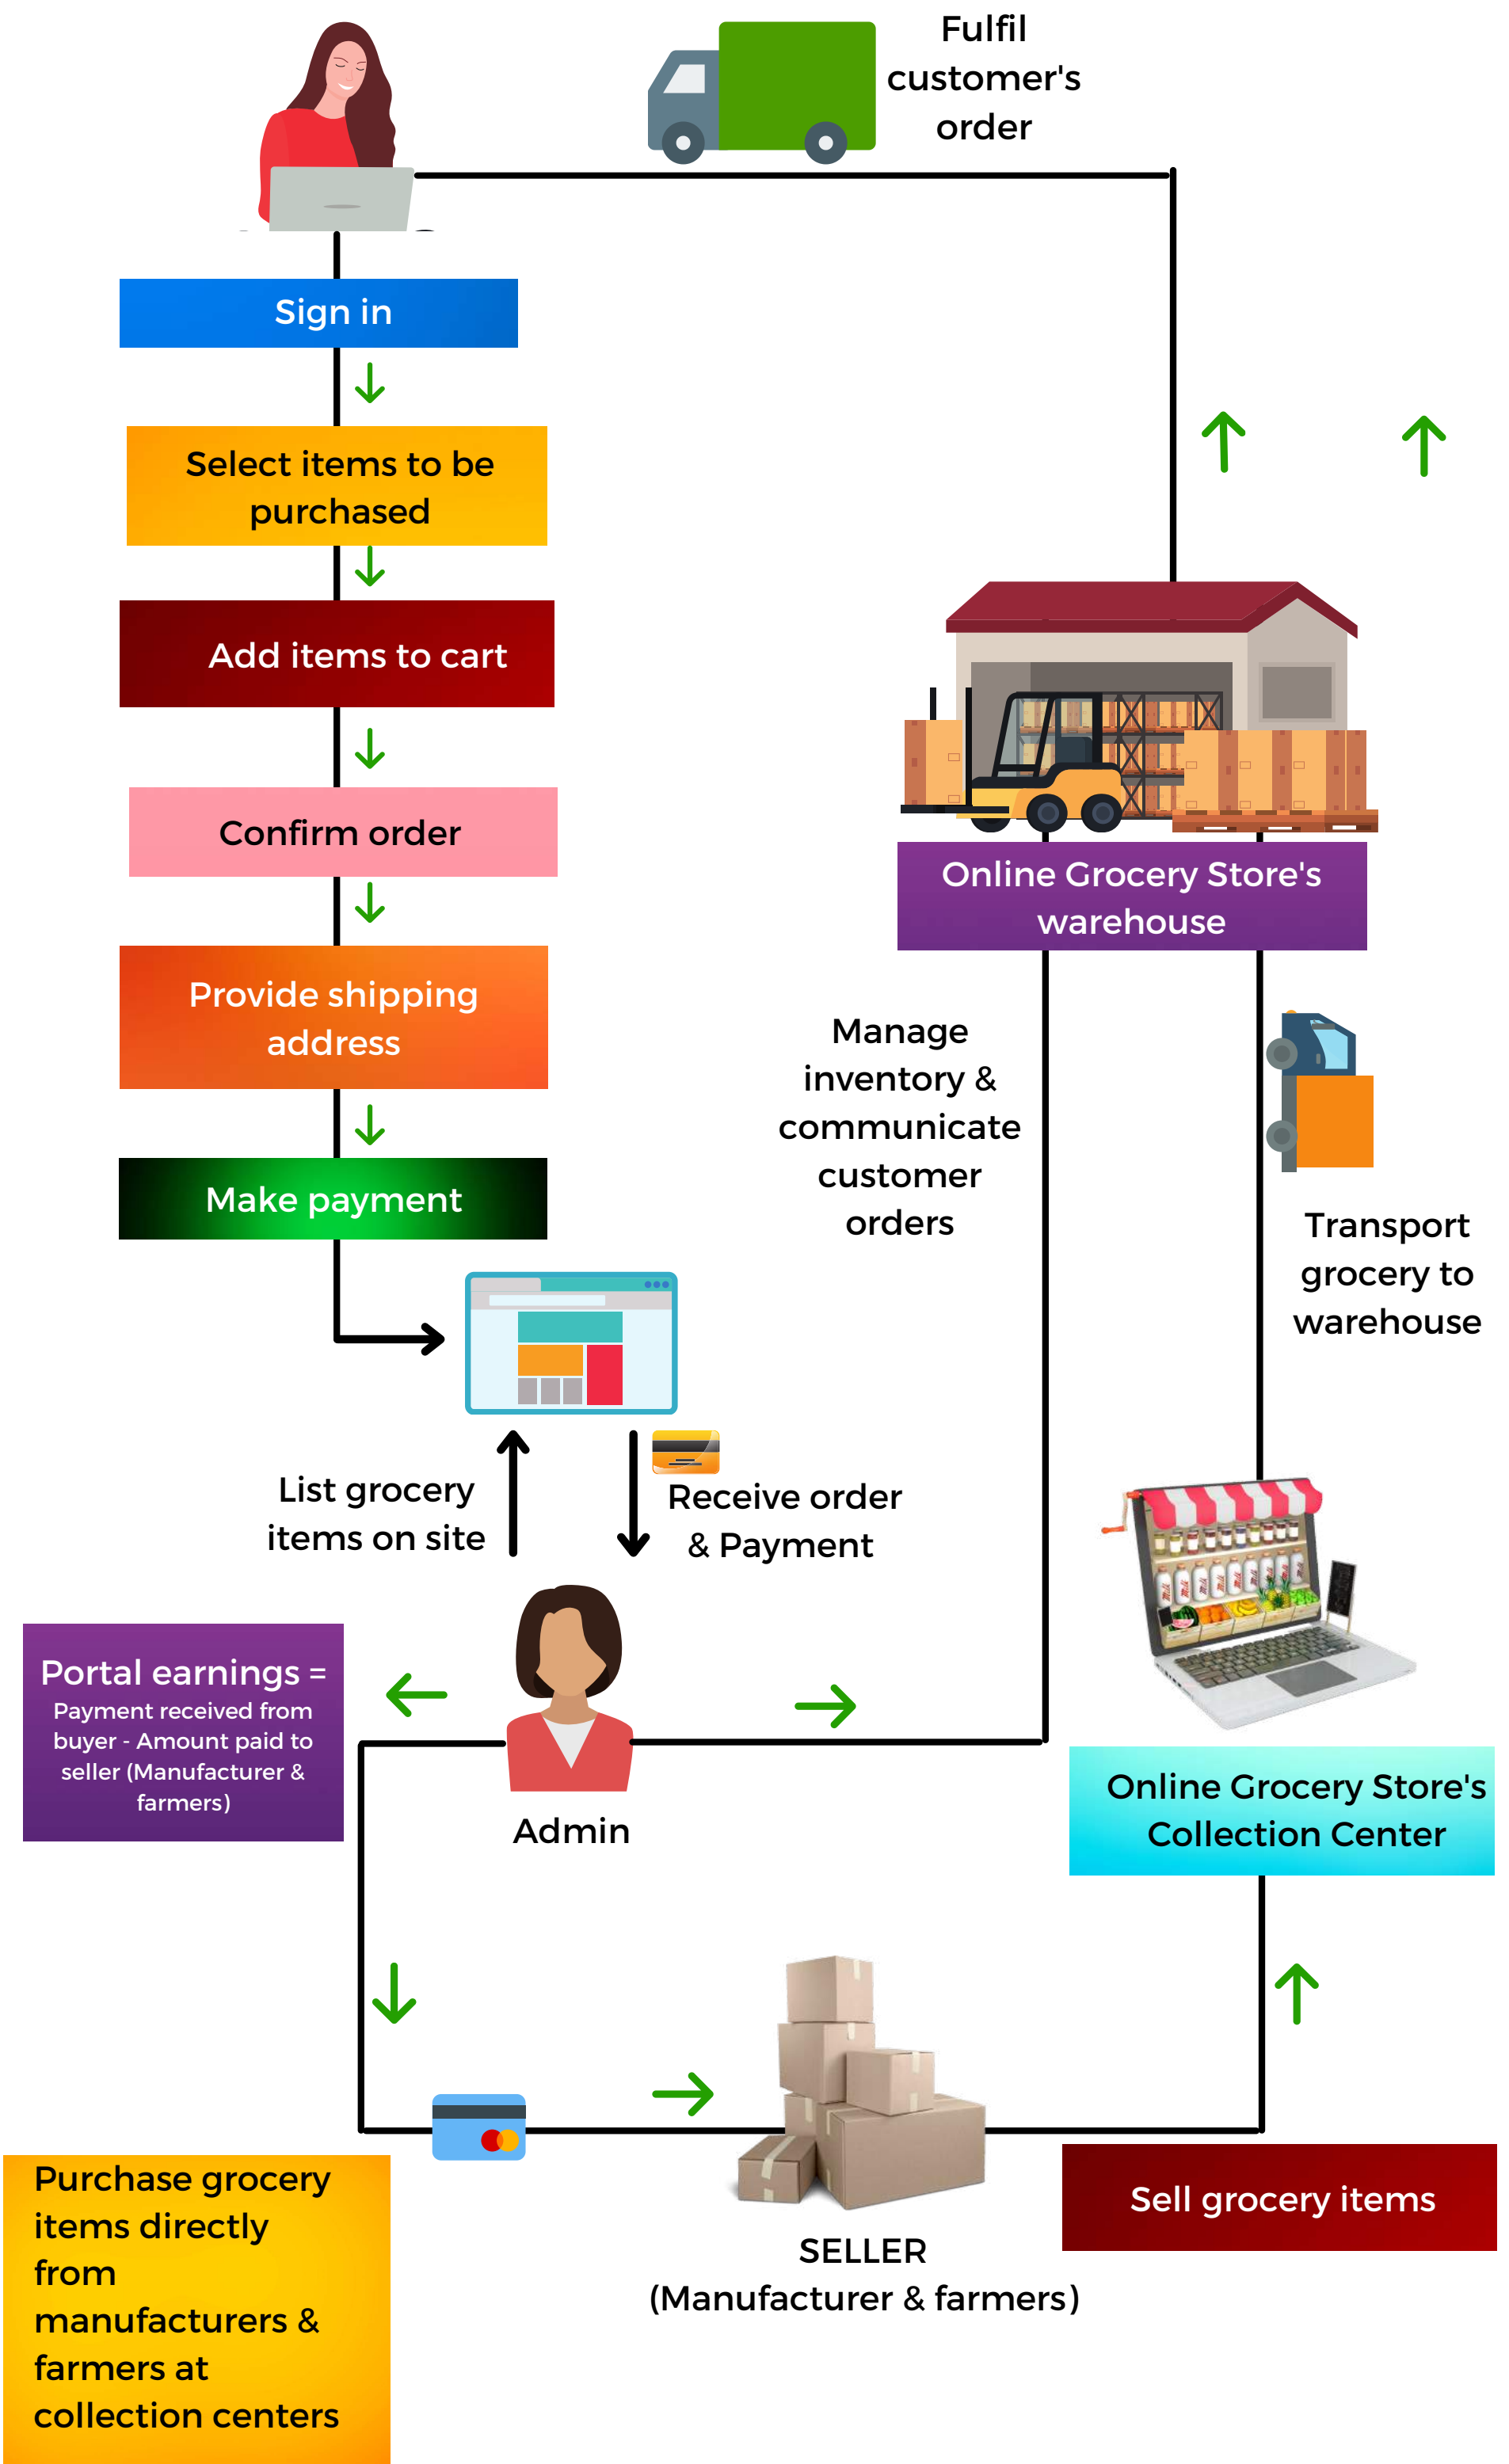 Fulfil
customer's
order
Sign in
Select items to be
purchased
Add items to cart
Confirm order
Provide shipping
address
Make payment
Online Grocery Store's
warehouse
Manage
inventory &
communicate
customer
orders
Transport
grocery to
warehouse
List grocery
items on site
Receive order
& Payment
Portal earnings =
Payment received from
buyer - Amount paid to
seller (Manufacturer &
farmers)
Admin
Online Grocery Store's
Collection Center
Purchase grocery
items directly
from
manufacturers &
farmers at
collection centers
SELLER
(Manufacturer & farmers)
Sell grocery items